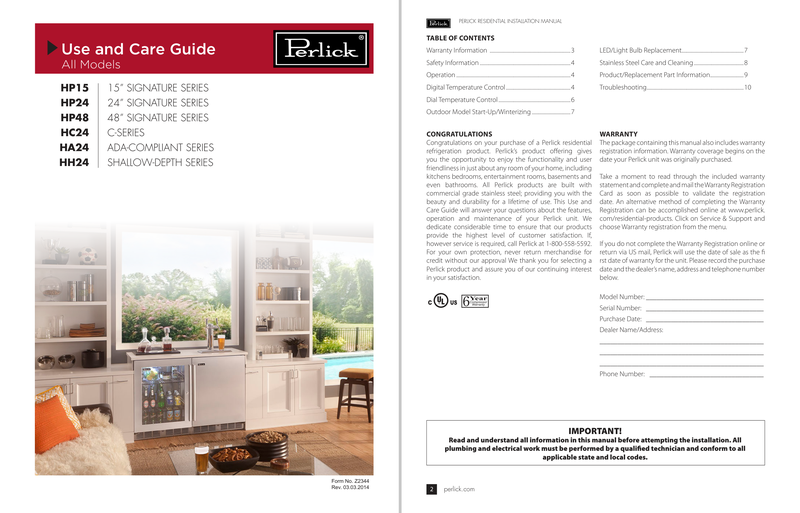 Use and Care Guide
All Models
Perlick
HP15 15” SIGNATURE SERIES
HP24 24” SIGNATURE SERIES
HP48 48” SIGNATURE SERIES
HC24 C-SERIES
HA24 ADA-COMPLIANT SERIES
HH24 SHALLOW-DEPTH SERIES
Form No. Z2344
Rev. 03.03.2014
Perlick
PERLICK RESIDENTIAL INSTALLATION MANUAL
TABLE OF CONTENTS
Warranty Information 3
Safety Information 4
Operation 4
Digital Temperature Control 4
Dial Temperature Control 6
Outdoor Model Start-Up/Winterizing 7
LED/Light Bulb Replacement 7
Stainless Steel Care and Cleaning 8
Product/Replacement Part Information 9
Troubleshooting 10
CONGRATULATIONS
Congratulations on your purchase of a Perlick residential
refrigeration product. Perlick's product offering gives
you the opportunity to enjoy the functionality and user
friendliness in just about any room of your home, including
kitchens bedrooms, entertainment rooms, basements and
even bathrooms. All Perlick products are built with
commercial grade stainless steel; providing you with the
beauty and durability for a lifetime of use. This Use and
Care Guide will answer your questions about the features,
operation and maintenance of your Perlick unit. We
dedicate considerable time to ensure that our products
provide the highest level of customer satisfaction. If,
however service is required, call Perlick at 1-800-558-5592.
For your own protection, never return merchandise for
credit without our approval We thank you for selecting a
Perlick product and assure you of our continuing interest
in your satisfaction.
C UL US 6 Year
WARRANTY
The package containing this manual also includes warranty
registration information. Warranty coverage begins on the
date your Perlick unit was originally purchased.
Take a moment to read through the included warranty
statement and complete and mail the Warranty Registration
Card as soon as possible to validate the registration
date. An alternative method of completing the Warranty
Registration can be accomplished online at www.perlick.
com/residential-products. Click on Service & Support and
choose Warranty registration from the menu.
If you do not complete the Warranty Registration online or
return via US mail, Perlick will use the date of sale as the fi
rst date of warranty for the unit. Please record the purchase
date and the dealer's name, address and telephone number
below.
Model Number:
Serial Number:
Purchase Date:
Dealer Name/Address:
Phone Number:
IMPORTANT!
Read and understand all information in this manual before attempting the installation. All
plumbing and electrical work must be performed by a qualified technician and conform to all
applicable state and local codes.
2 perlick.com